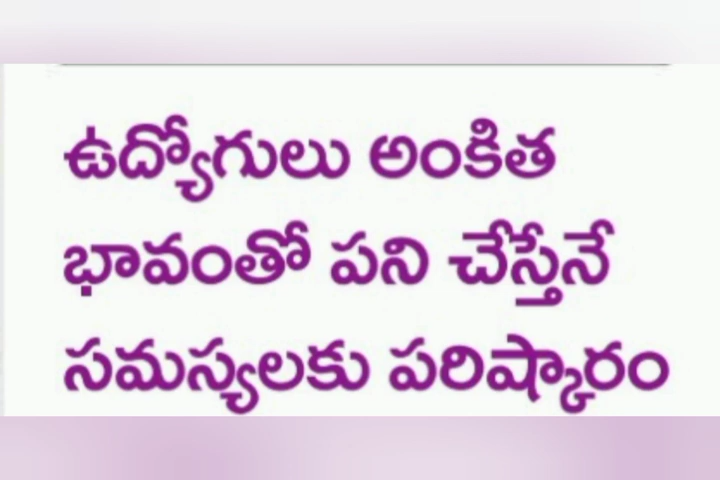 ఉద్యోగులు అంకిత
భావంతో పని చేస్తేనే
సమస్యలకు పరిష్కారం